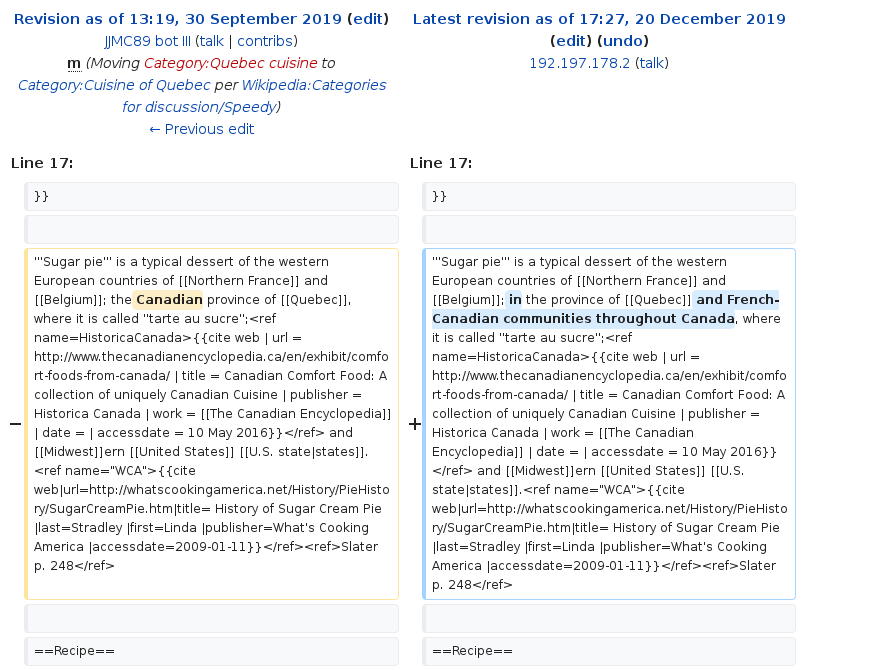 Revision as of 13:19, 30 September 2019 (edit)
JJMC89 bot III (talk | contribs)
m (Moving Category:Quebec cuisine to
Category:Cuisine of Quebec per Wikipedia:Categories
for discussion/Speedy)
← Previous edit
Latest revision as of 17:27, 20 December 2019
(edit) (undo)
192.197.178.2 (talk)
Line 17:
}}
−
'''Sugar pie''' is a typical dessert of the western
European countries of [[Northern France]] and
[[Belgium]]; the Canadian province of [[Quebec]],
where it is called "tarte au sucre";<ref
name=HistoricaCanada>{{cite web | url =
http://www.thecanadianencyclopedia.ca/en/exhibit/comfo
rt-foods-from-canada/ | title = Canadian Comfort Food: A
collection of uniquely Canadian Cuisine | publisher =
Historica Canada | work = [[The Canadian Encyclopedia]]
| date = | accessdate = 10 May 2016}}</ref> and
[[Midwest]]ern [[United States]] [[U.S. state|states]].
<ref name="WCA">{{cite
web|url=http://whatscookingamerica.net/History/PieHisto
ry/SugarCreamPie.htm|title= History of Sugar Cream Pie
|last=Stradley |first=Linda |publisher=What's Cooking
America |accessdate=2009-01-11}}</ref><ref>Slater
p. 248</ref>
==Recipe==
Line 17:
}}
+
'''Sugar pie''' is a typical dessert of the western
European countries of [[Northern France]] and
[[Belgium]]; in the province of [[Quebec]] and French-
Canadian communities throughout Canada, where
it is called "tarte au sucre";<ref
name=HistoricaCanada>{{cite web | url =
http://www.thecanadianencyclopedia.ca/en/exhibit/comfo
rt-foods-from-canada/ | title = Canadian Comfort Food: A
collection of uniquely Canadian Cuisine | publisher =
Historica Canada | work = [[The Canadian
Encyclopedia]] | date = | accessdate = 10 May 2016}}
</ref> and [[Midwest]]ern [[United States]] [[U.S.
state|states]].<ref name="WCA">{{cite
web|url=http://whatscookingamerica.net/History/PieHisto
ry/SugarCreamPie.htm|title= History of Sugar Cream Pie
|last=Stradley |first=Linda |publisher=What's Cooking
America |accessdate=2009-01-11}}</ref><ref>Slater
p. 248</ref>
==Recipe==